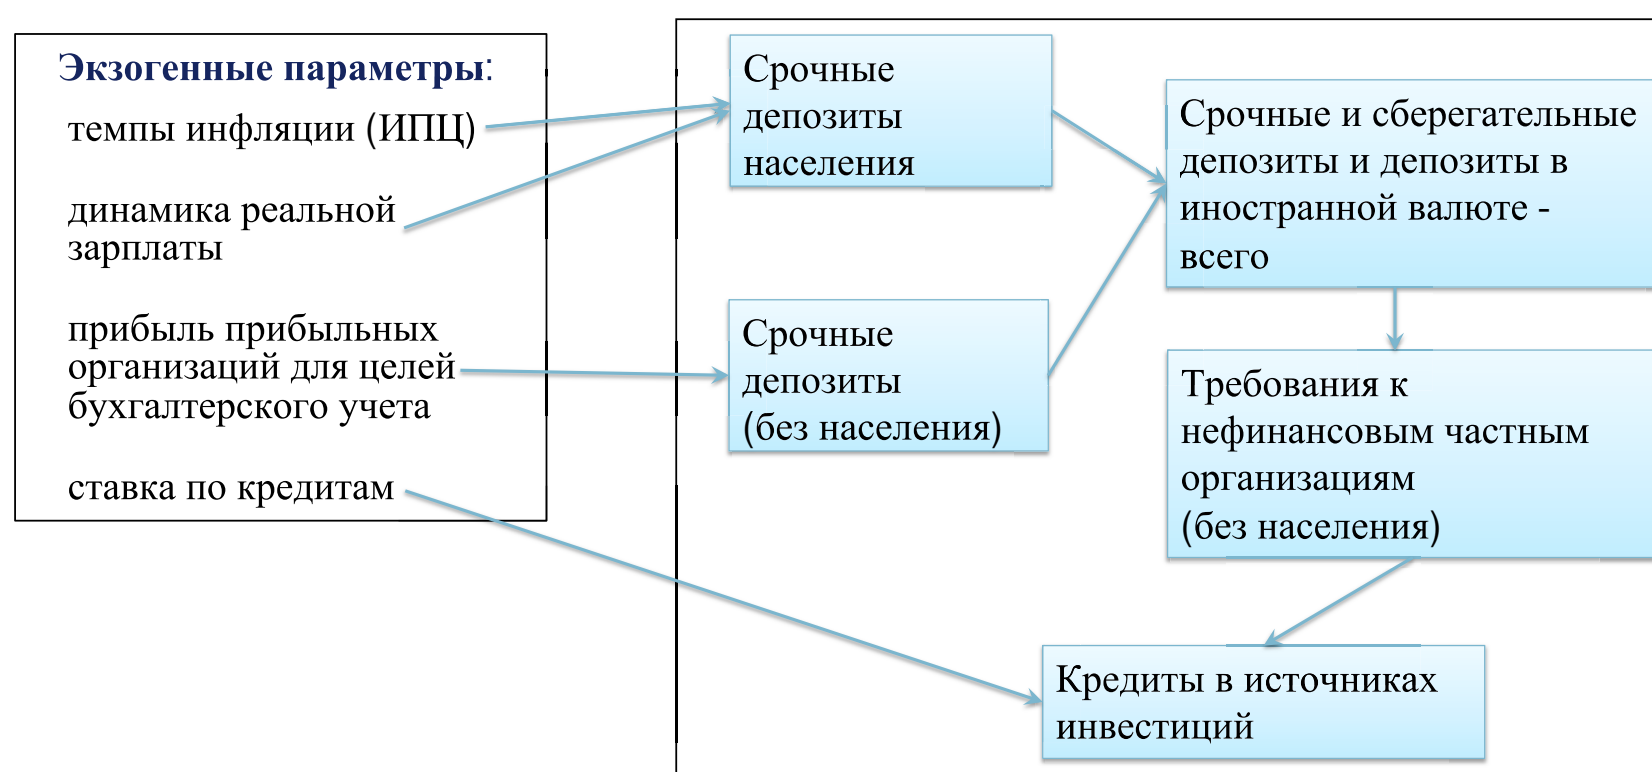 Экзогенные параметры:
темпы инфляции (ИПЦ)
динамика реальной
зарплаты
прибыль прибыльных
организаций для целей
бухгалтерского учета
ставка по кредитам
Срочные
депозиты
населения
Срочные
депозиты
(без населения)
Срочные и сберегательные
депозиты и депозиты в
иностранной валюте -
всего
Требования к
нефинансовым частным
организациям
(без населения)
Кредиты в источниках
инвестиций